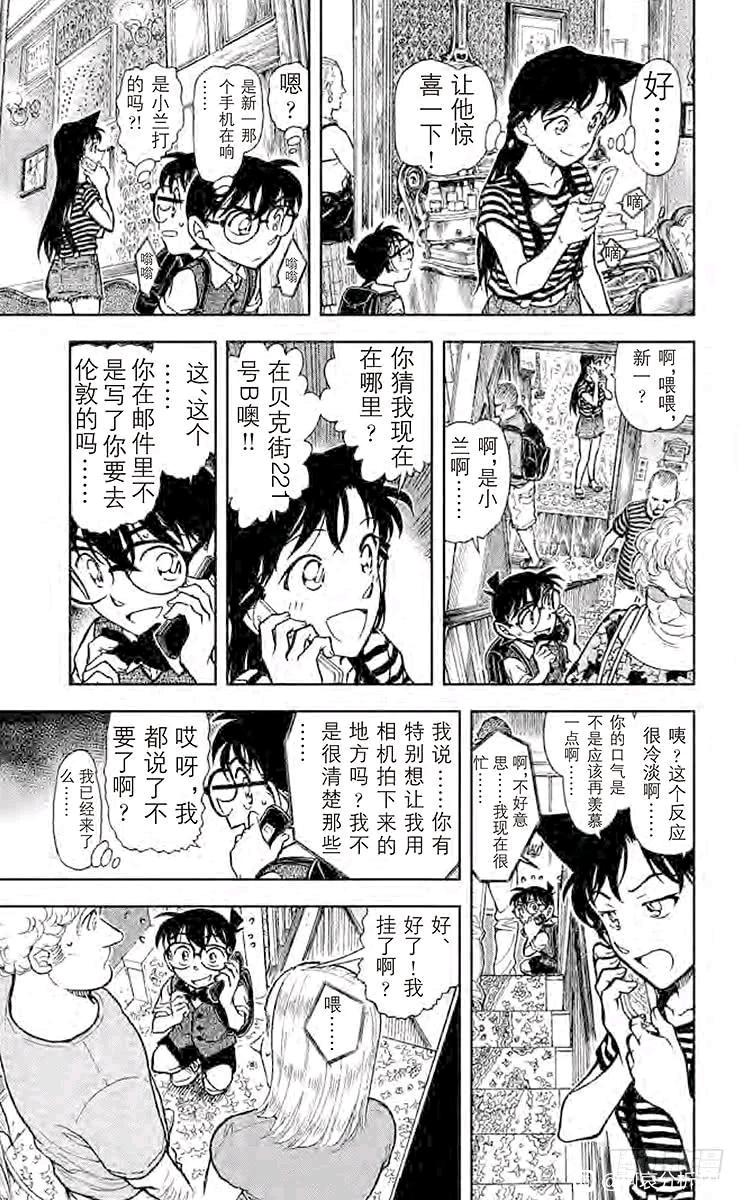 好……
让他惊
喜一下！
嘀
嘀
嗯？
是新一那
个手机在响
……
是小兰打
的吗？！
嗡嗡
嗡嗡
啊，喂喂，
新一？
啊，是小
兰啊……
你猜我现在
在哪里？
在贝克街221
号B噢！！
这、这个
……
你在邮件里不
是写了你要去
伦敦的吗……
咦？这个反应
很冷淡啊……
你的口气是
不是应该再羡慕
一点啊……
啊，不好意
思……我现在很
忙……
我说……你有
特别想让我用
相机拍下来的
地方吗？我不
是很清楚那些
……
哎呀，我
都说了不
要了啊？
我已经来了
么……
好、
好了！我
挂了啊？
喂
……